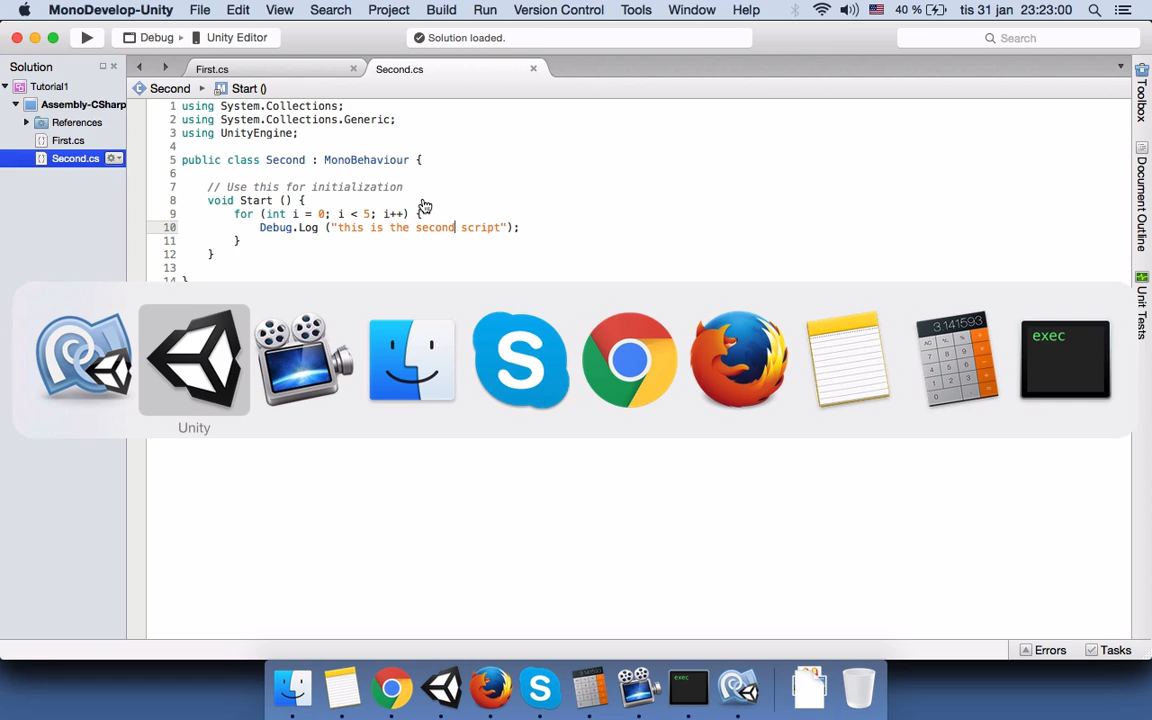 MonoDevelop-Unity File Edit View Search Project Build Run Version Control Tools Window Help 40 % tis 31 jan 23:23:00
Debug Unity Editor Solution loaded. Search
Solution First.cs Second.cs
Tutorial1 Second Start ()
Assembly-CSharp
References
First.cs
Second.cs
1 using System.Collections;
2 using System.Collections.Generic;
3 using UnityEngine;
4
5 public class Second : MonoBehaviour {
6
7 // Use this for initialization
8 void Start () {
9 for (int i = 0; i < 5; i++) {
10 Debug.Log ("this is the second script");
11 }
12 }
13
14 }
Toolbox
Document Outline
Unit Tests
3.141593
exec
Unity
Errors Tasks
exec